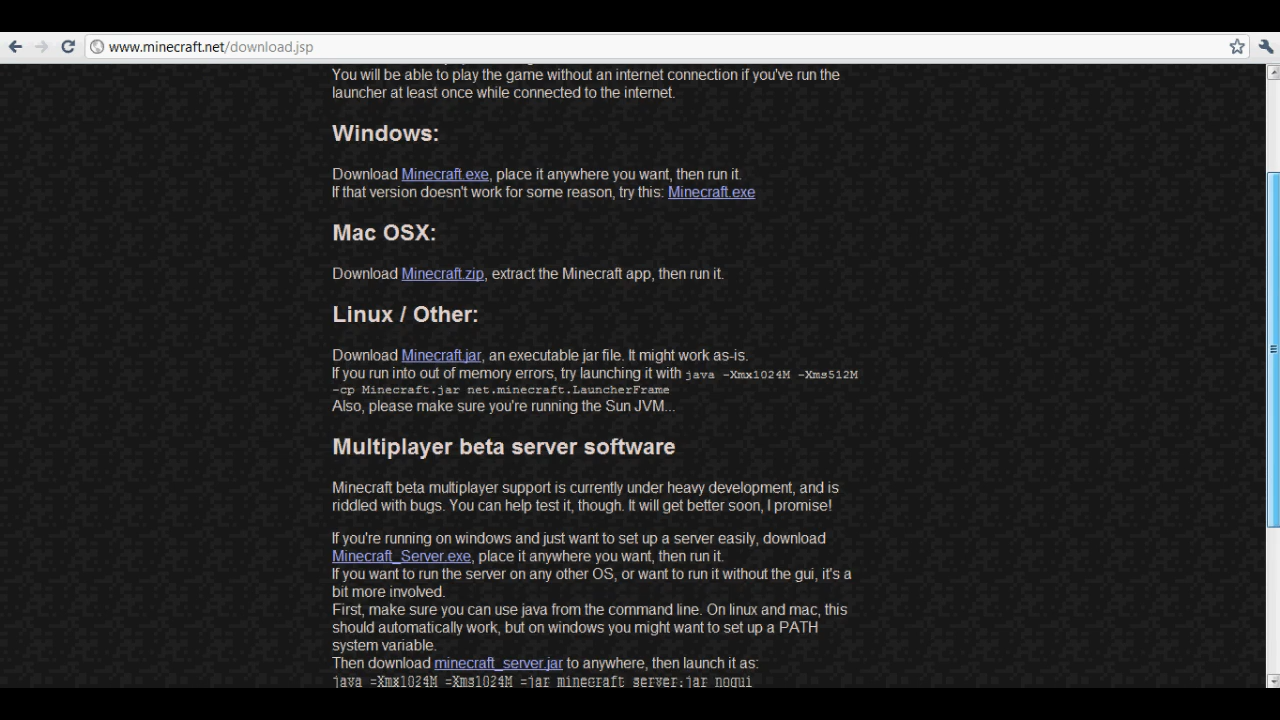 www.minecraft.net/download.jsp
You will be able to play the game without an internet connection if you've run the
launcher at least once while connected to the internet.
Windows:
Download Minecraft.exe, place it anywhere you want, then run it.
If that version doesn't work for some reason, try this: Minecraft.exe
Mac OSX:
Download Minecraft.zip, extract the Minecraft app, then run it.
Linux / Other:
Download Minecraft.jar, an executable jar file. It might work as-is.
If you run into out of memory errors, try launching it with java -Xmx1024M -Xms512M
-cp Minecraft.jar net.minecraft.LauncherFrame
Also, please make sure you're running the Sun JVM...
Multiplayer beta server software
Minecraft beta multiplayer support is currently under heavy development, and is
riddled with bugs. You can help test it, though. It will get better soon, I promise!
If you're running on windows and just want to set up a server easily, download
Minecraft_Server.exe, place it anywhere you want, then run it.
If you want to run the server on any other OS, or want to run it without the gui, it's a
bit more involved.
First, make sure you can use java from the command line. On linux and mac, this
should automatically work, but on windows you might want to set up a PATH
system variable.
Then download minecraft_server.jar to anywhere, then launch it as:
java -Xmx1024M -Xms1024M -jar minecraft_server.jar nogui